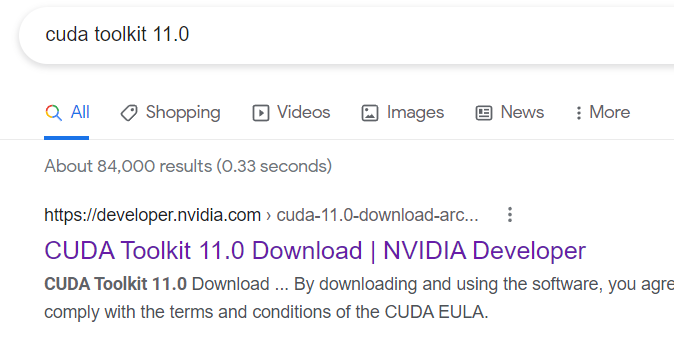 cuda toolkit 11.0
All Shopping Videos Images News More
About 84,000 results (0.33 seconds)
https://developer.nvidia.com › cuda-11.0-download-arc...
CUDA Toolkit 11.0 Download | NVIDIA Developer
CUDA Toolkit 11.0 Download ... By downloading and using the software, you agre
comply with the terms and conditions of the CUDA EULA.